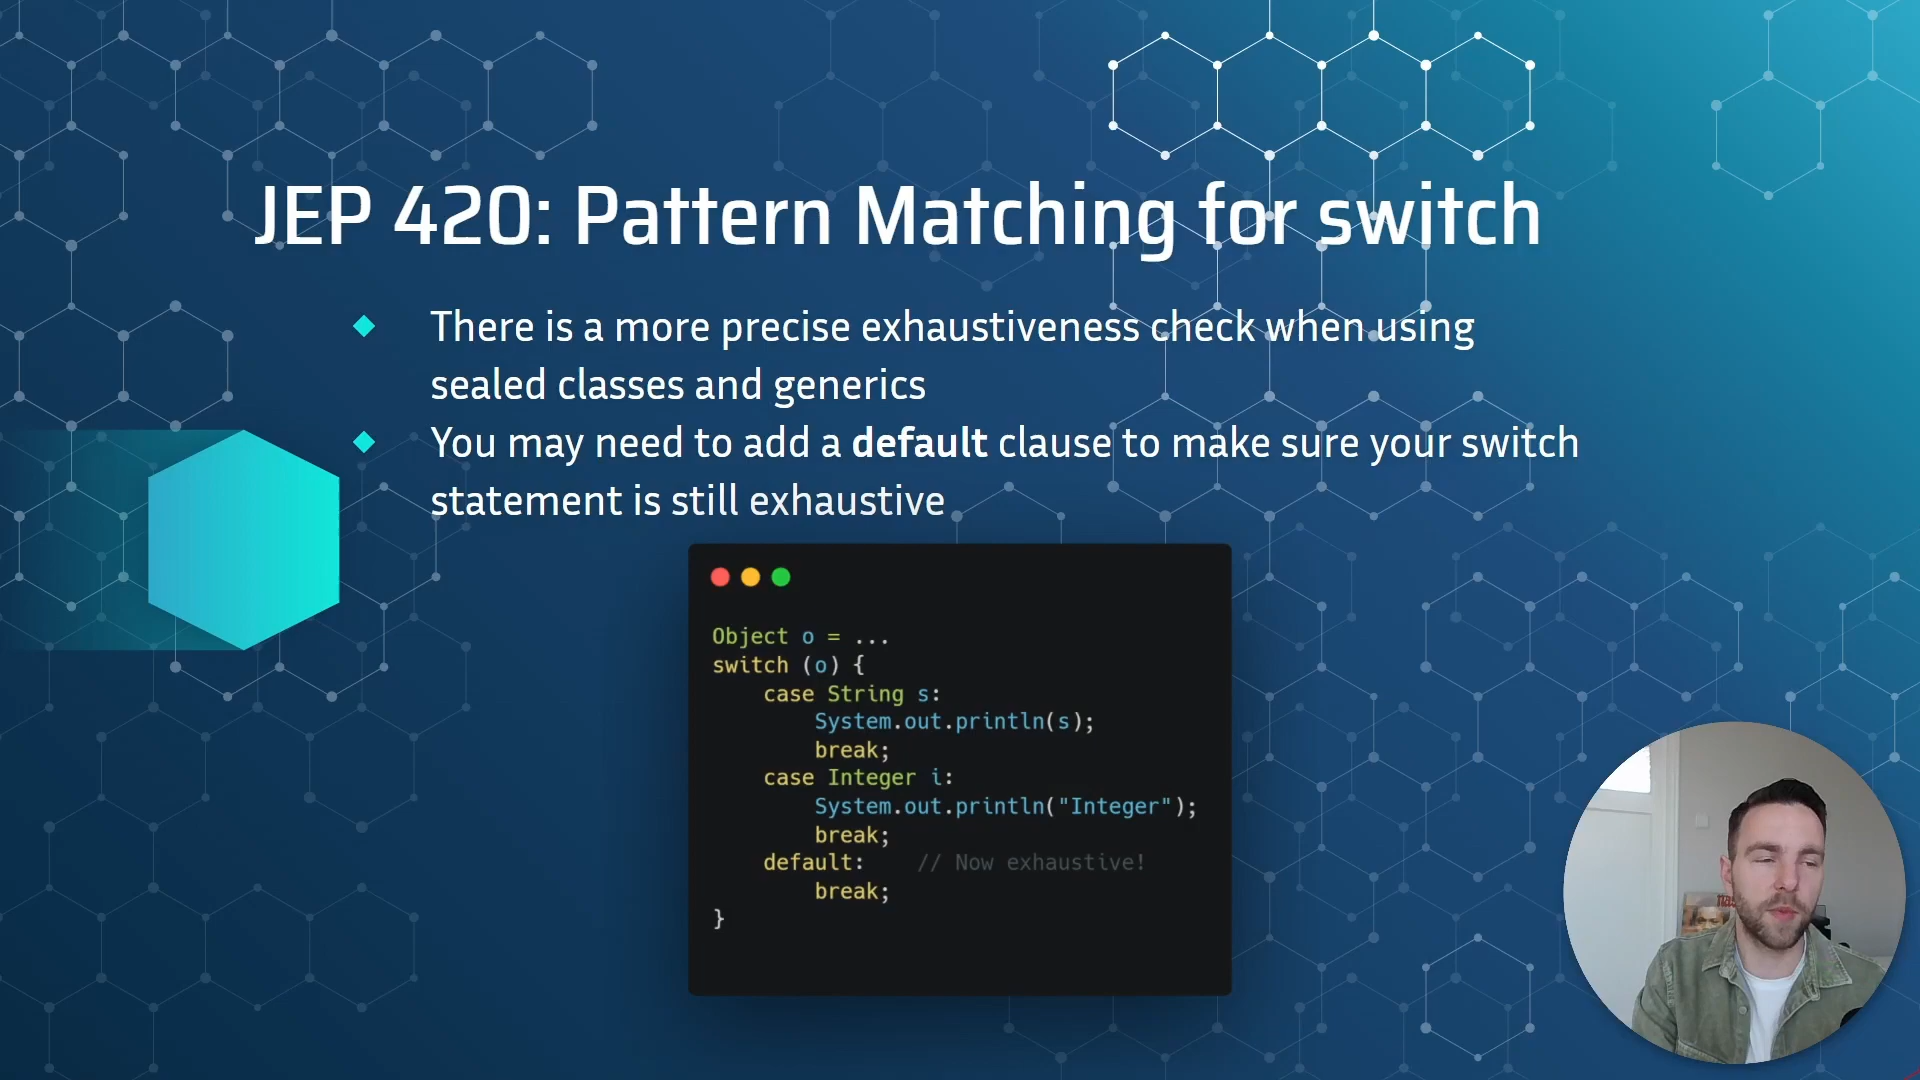 JEP 420: Pattern Matching for switch
There is a more precise exhaustiveness check when using
sealed classes and generics
You may need to add a default clause to make sure your switch
statement is still exhaustive
Object o = ...
switch (o) {
    case String s:
        System.out.println(s);
        break;
    case Integer i:
        System.out.println("Integer");
        break;
    default:    // Now exhaustive!
        break;
}